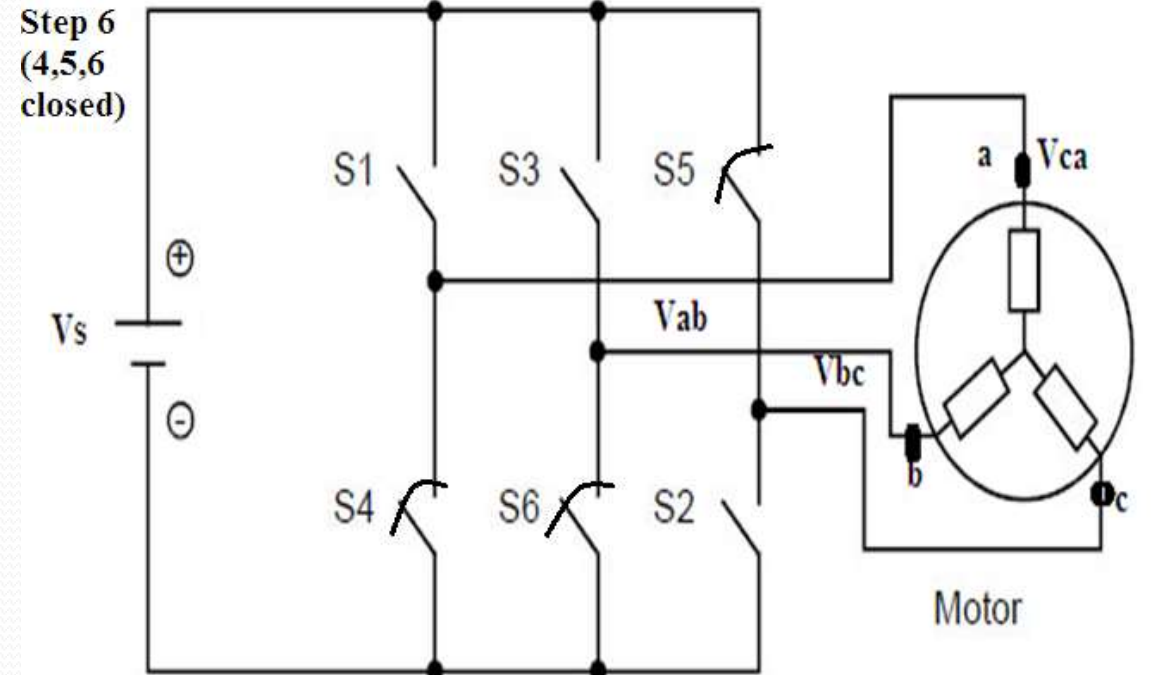 Step 6
(4,5,6
closed)
S1
S3
S5
a
Vca
+
Vs
Vab
Vbc
-
b
c
S4
S6
S2
Motor